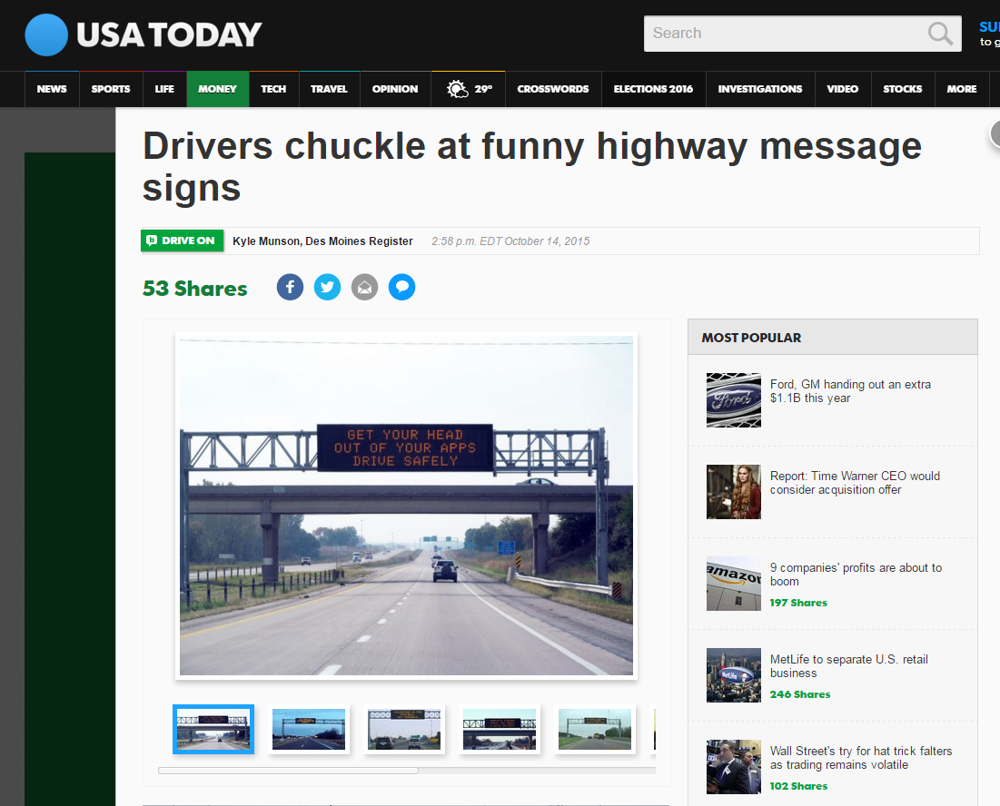 USA TODAY
Search
to g
NEWS
SPORTS
LIFE
MONEY
TECH
TRAVEL
OPINION
29°
CROSSWORDS
ELECTIONS 2016
INVESTIGATIONS
VIDEO
STOCKS
MORE
Drivers chuckle at funny highway message
signs
DRIVE ON
Kyle Munson, Des Moines Register
2:58 p.m. EDT October 14, 2015
53 Shares
GET YOUR HEAD
OUT OF YOUR APPS
DRIVE SAFELY
MOST POPULAR
Ford
Ford, GM handing out an extra
$1.1B this year
Report: Time Warner CEO would
consider acquisition offer
amazon
9 companies' profits are about to
boom
197 Shares
MetLife
MetLife to separate U.S. retail
business
246 Shares
Wall Street's try for hat trick falters
as trading remains volatile
102 Shares